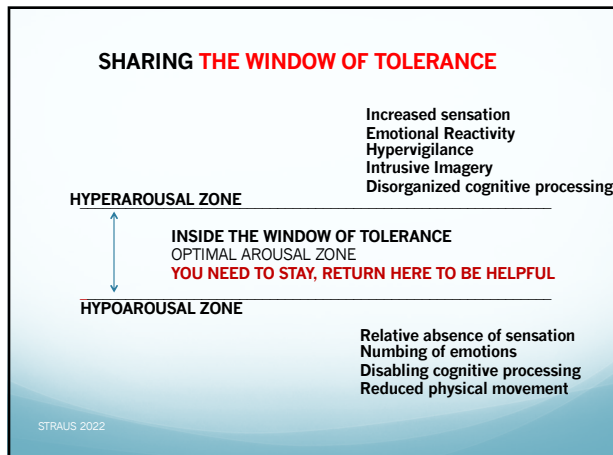 SHARING THE WINDOW OF TOLERANCE
Increased sensation
Emotional Reactivity
Hypervigilance
Intrusive Imagery
Disorganized cognitive processing
HYPERAROUSAL ZONE
INSIDE THE WINDOW OF TOLERANCE
OPTIMAL AROUSAL ZONE
YOU NEED TO STAY, RETURN HERE TO BE HELPFUL
HYPOAROUSAL ZONE
Relative absence of sensation
Numbing of emotions
Disabling cognitive processing
Reduced physical movement
STRAUS 2022